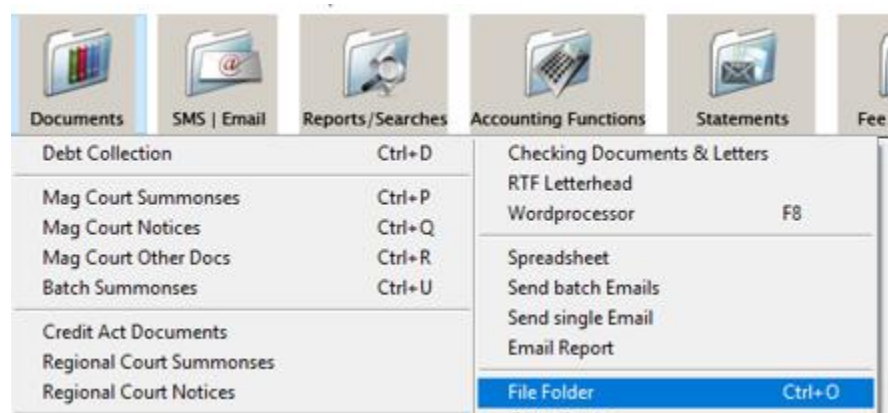 Documents
SMS | Email
Reports/Searches
Accounting Functions
Statements
Fee
Debt Collection Ctrl+D
Mag Court Summonses Ctrl+P
Mag Court Notices Ctrl+Q
Mag Court Other Docs Ctrl+R
Batch Summonses Ctrl+U
Credit Act Documents
Regional Court Summonses
Regional Court Notices
Checking Documents & Letters
RTF Letterhead
Wordprocessor F8
Spreadsheet
Send batch Emails
Send single Email
Email Report
File Folder Ctrl+O